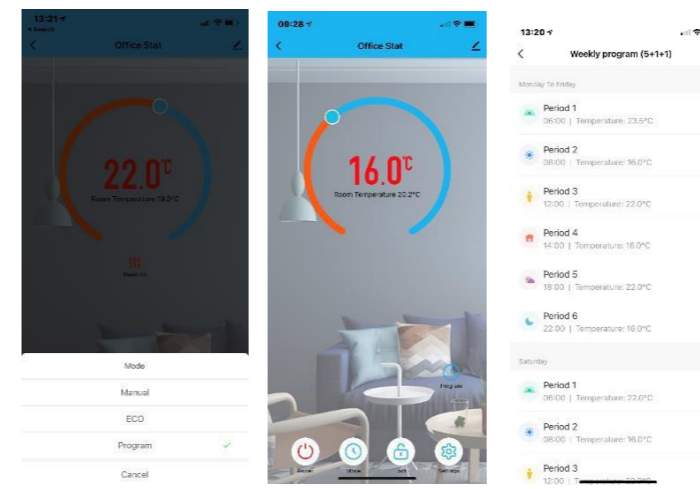 13:21
Search
Office Stat
22.0°C
Room Temperature 19.0°C
Heat on
Mode
Manual
ECO
Program
Cancel
08:28
Office Stat
16.0°C
Room Temperature 20.2°C
Program
Power
Mode
Settings
13:20
Weekly program (5+1+1)
Monday To Friday
Period 1
06:00 | Temperature: 23.5°C
Period 2
08:00 | Temperature: 16.0°C
Period 3
12:00 | Temperature: 22.0°C
Period 4
14:00 | Temperature: 16.0°C
Period 5
18:00 | Temperature: 22.0°C
Period 6
22:00 | Temperature: 16.0°C
Saturday
Period 1
06:00 | Temperature: 22.0°C
Period 2
08:00 | Temperature: 16.0°C
Period 3
12:00